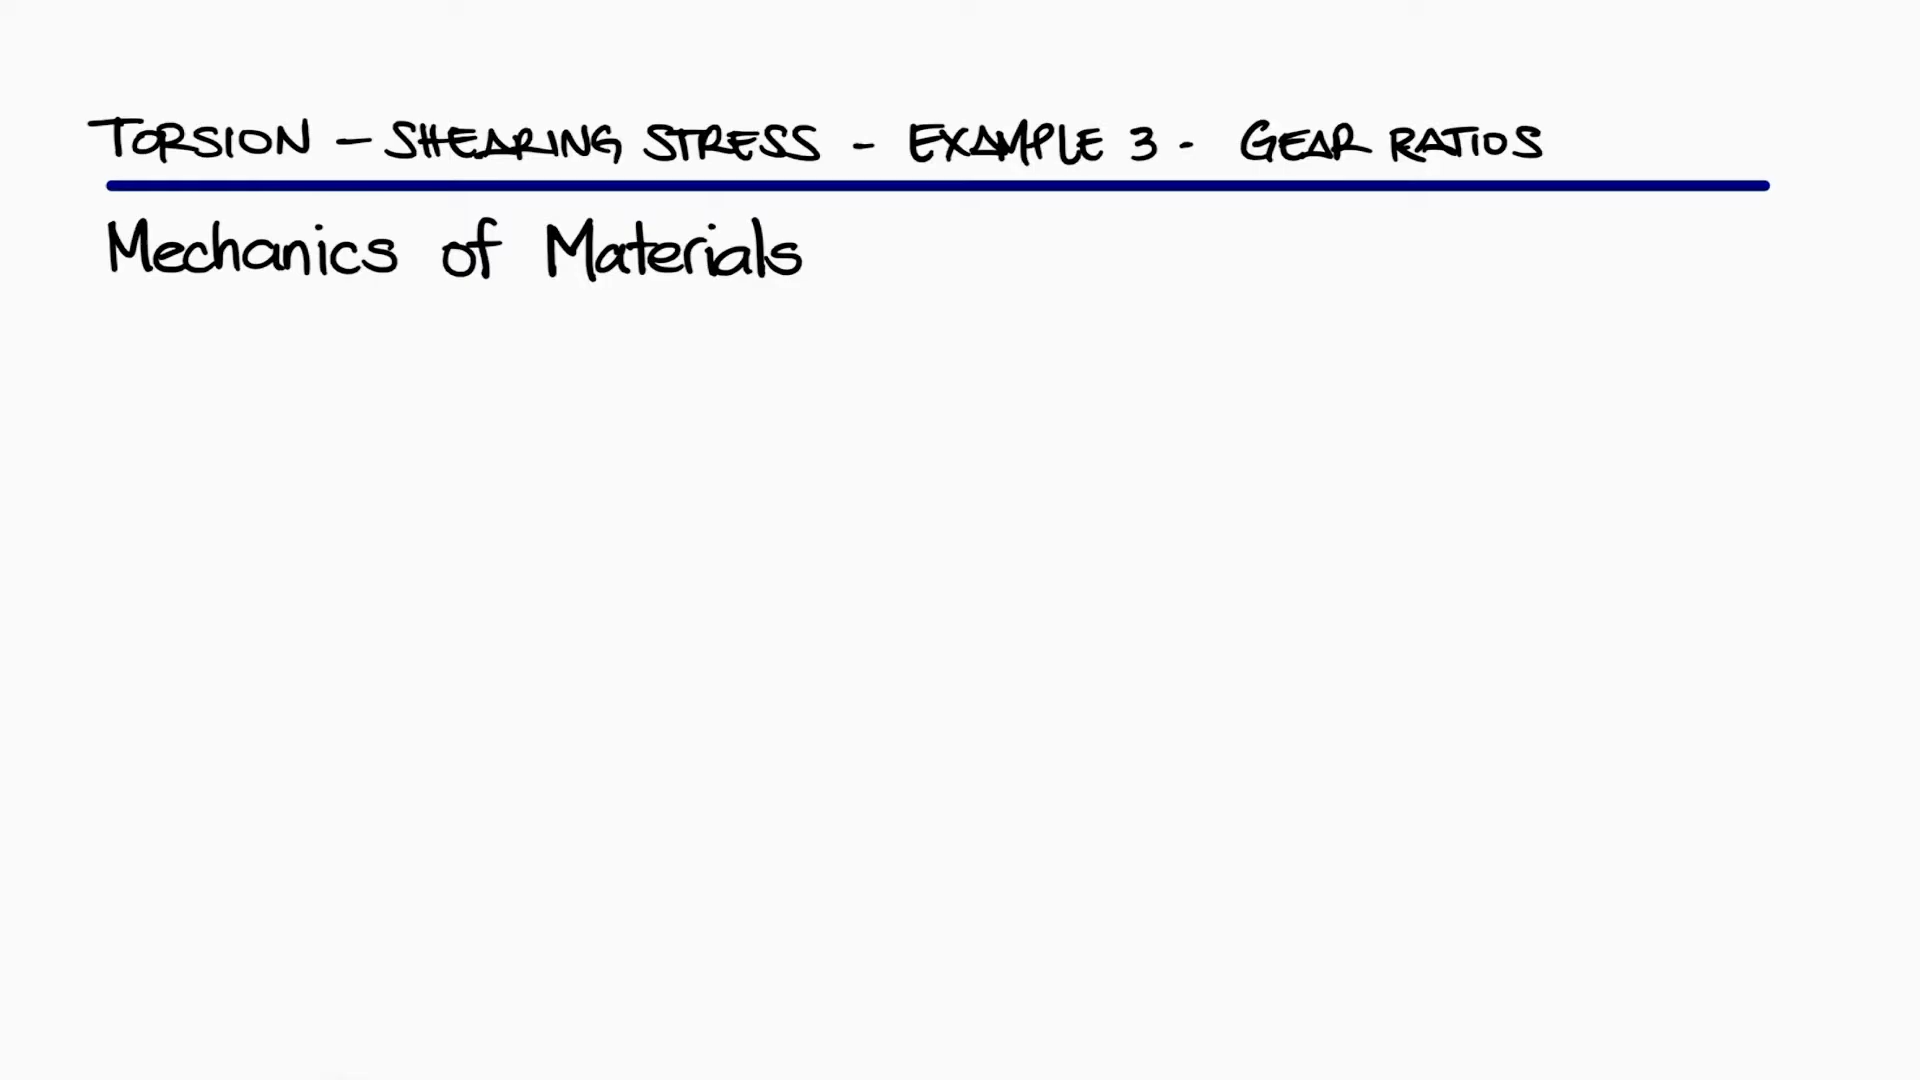 TORSION – SHEARING STRESS - EXAMPLE 3 - GEAR RATIOS
Mechanics of Materials